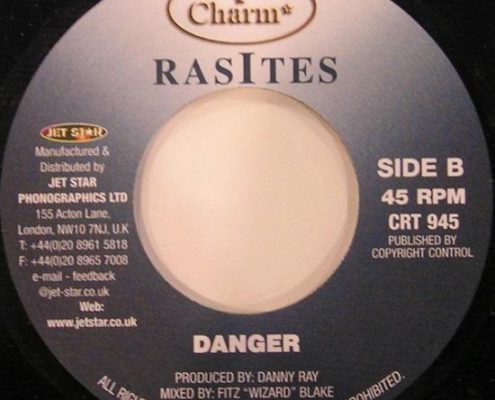 Charm
RASITES
JET STAR
Manufactured &
Distributed by
JET STAR
PHONOGRAPHICS LTD
155 Acton Lane,
London, NW10 7NJ, U.K
T: +44(0)20 8961 5818
F: +44(0)20 8965 7008
e-mail - feedback
@jet-star.co.uk
Web:
www.jetstar.co.uk
SIDE B
45 RPM
CRT 945
PUBLISHED BY
COPYRIGHT CONTROL
DANGER
PRODUCED BY: DANNY RAY
MIXED BY: FITZ "WIZARD" BLAKE
ALL PROHIBITED.